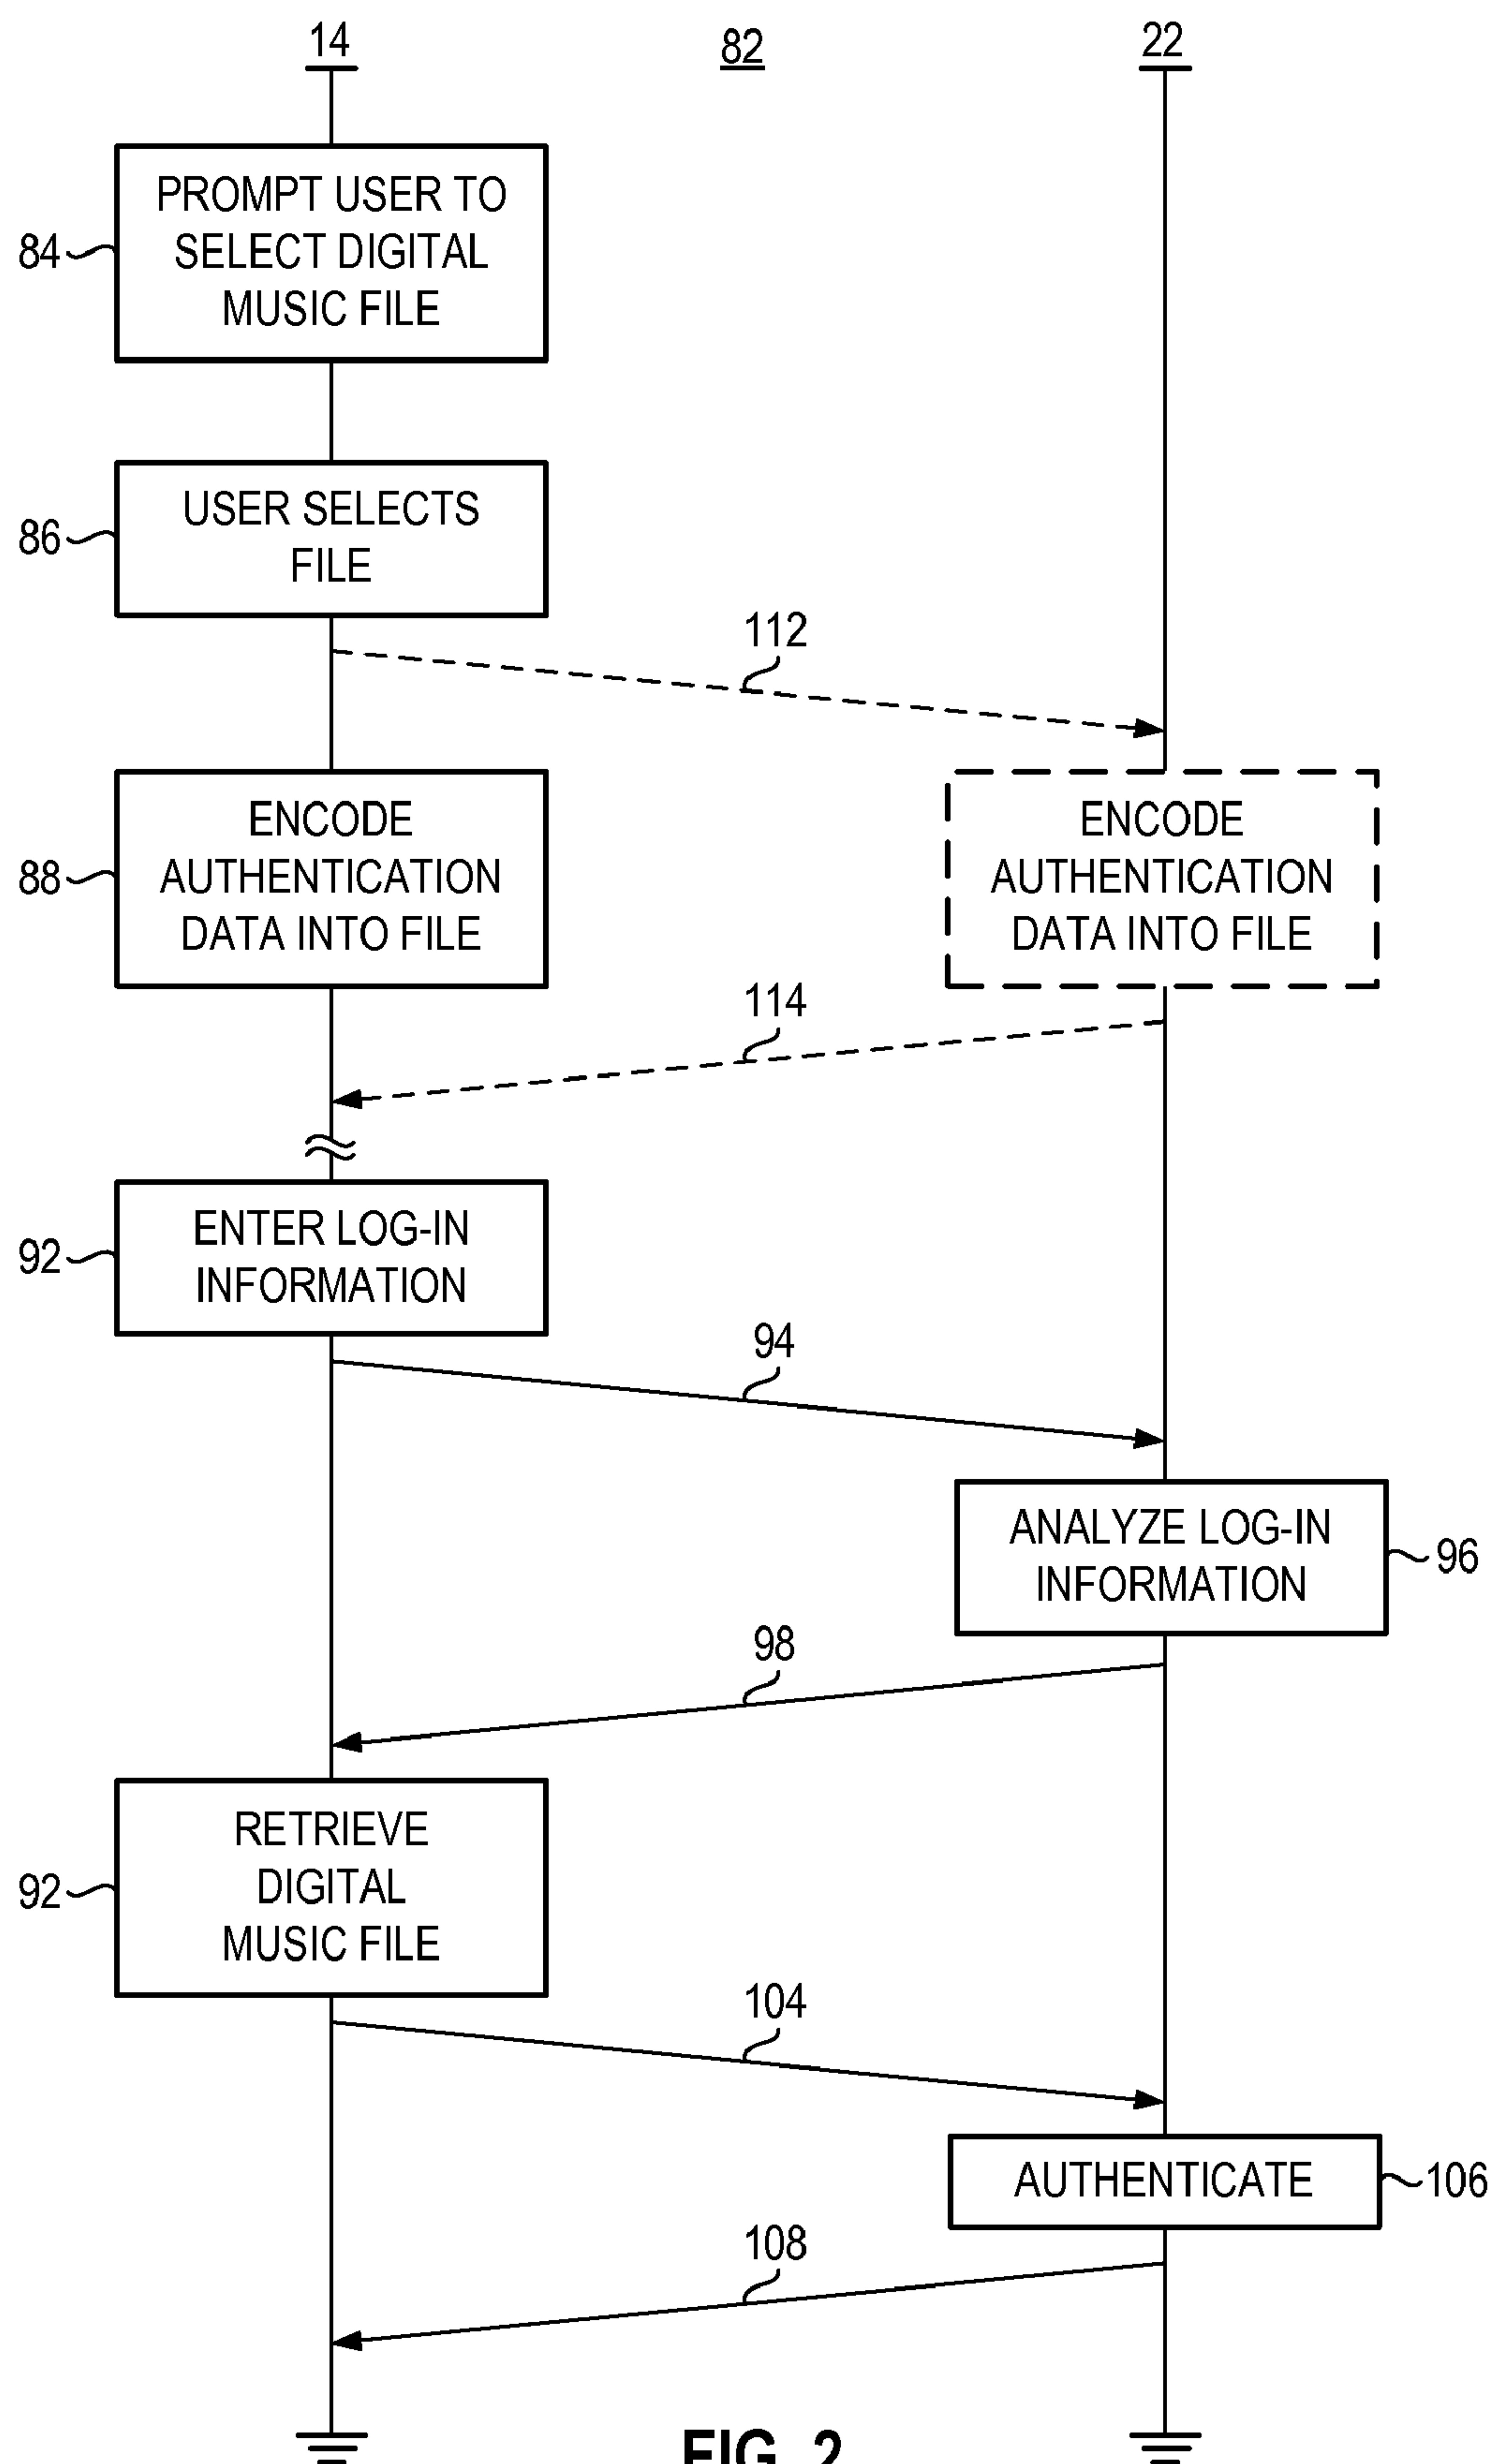 14
82
22
84
PROMPT USER TO
SELECT DIGITAL
MUSIC FILE
86
USER SELECTS
FILE
112
88
ENCODE
AUTHENTICATION
DATA INTO FILE
ENCODE
AUTHENTICATION
DATA INTO FILE
114
92
ENTER LOG-IN
INFORMATION
94
ANALYZE LOG-IN
INFORMATION
96
98
92
RETRIEVE
DIGITAL
MUSIC FILE
104
AUTHENTICATE
106
108
FIG. 2